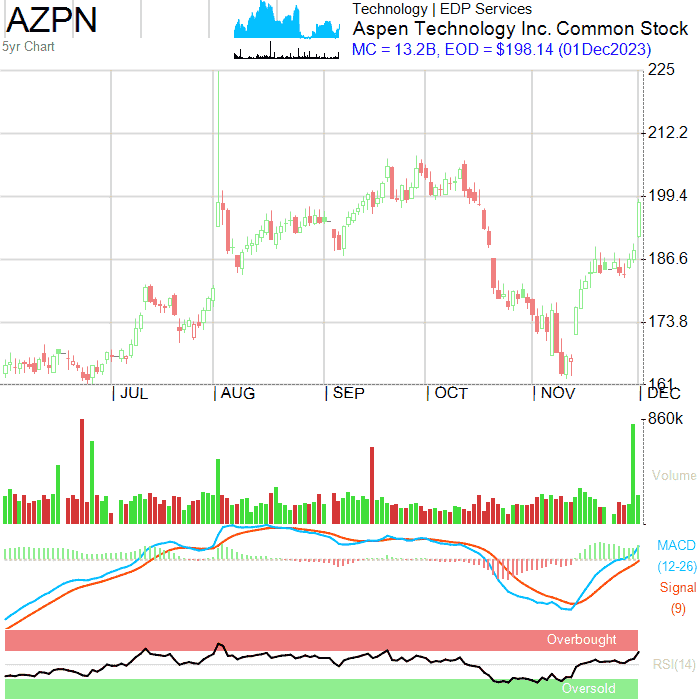 AZPN
5yr Chart
Technology | EDP Services
Aspen Technology Inc. Common Stock
MC = 13.2B, EOD = $198.14 (01Dec2023)
225
212.2
199.4
186.6
173.8
161
| JUL
| AUG
| SEP
| OCT
| NOV
| DEC
860k
Volume
MACD
(12-26)
Signal
(9)
Overbought
RSI(14)
Oversold